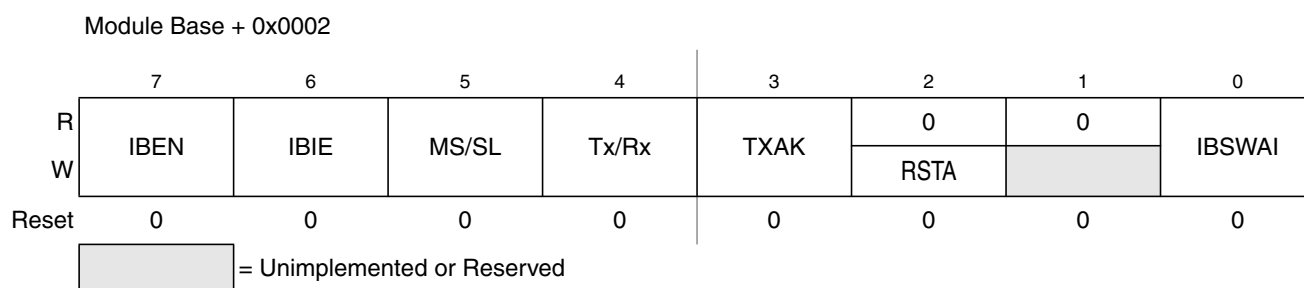 Module Base + 0x0002
7 6 5 4 3 2 1 0
R 0 0
IBEN IBIE MS/SL Tx/Rx TXAK IBSWAI
W RSTA
Reset 0 0 0 0 0 0 0 0
= Unimplemented or Reserved